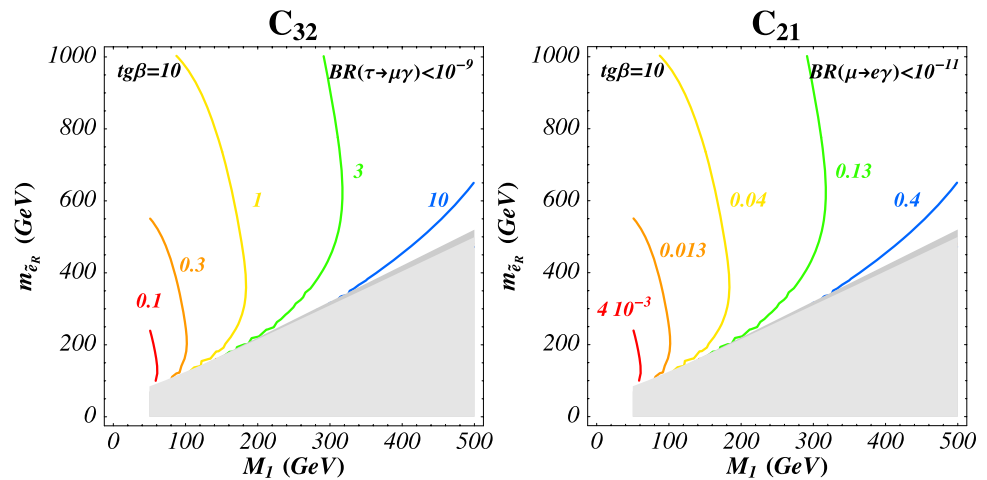 C₃₂
tgβ=10
BR(τ→μγ)<10⁻⁹
1000
800
600
400
200
0
m_ẽ_R (GeV)
0.1
0.3
1
3
10
0 100 200 300 400 500
M₁ (GeV)
C₂₁
tgβ=10
BR(μ→eγ)<10⁻¹¹
1000
800
600
400
200
0
m_ẽ_R (GeV)
4 10⁻³
0.013
0.04
0.13
0.4
0 100 200 300 400 500
M₁ (GeV)